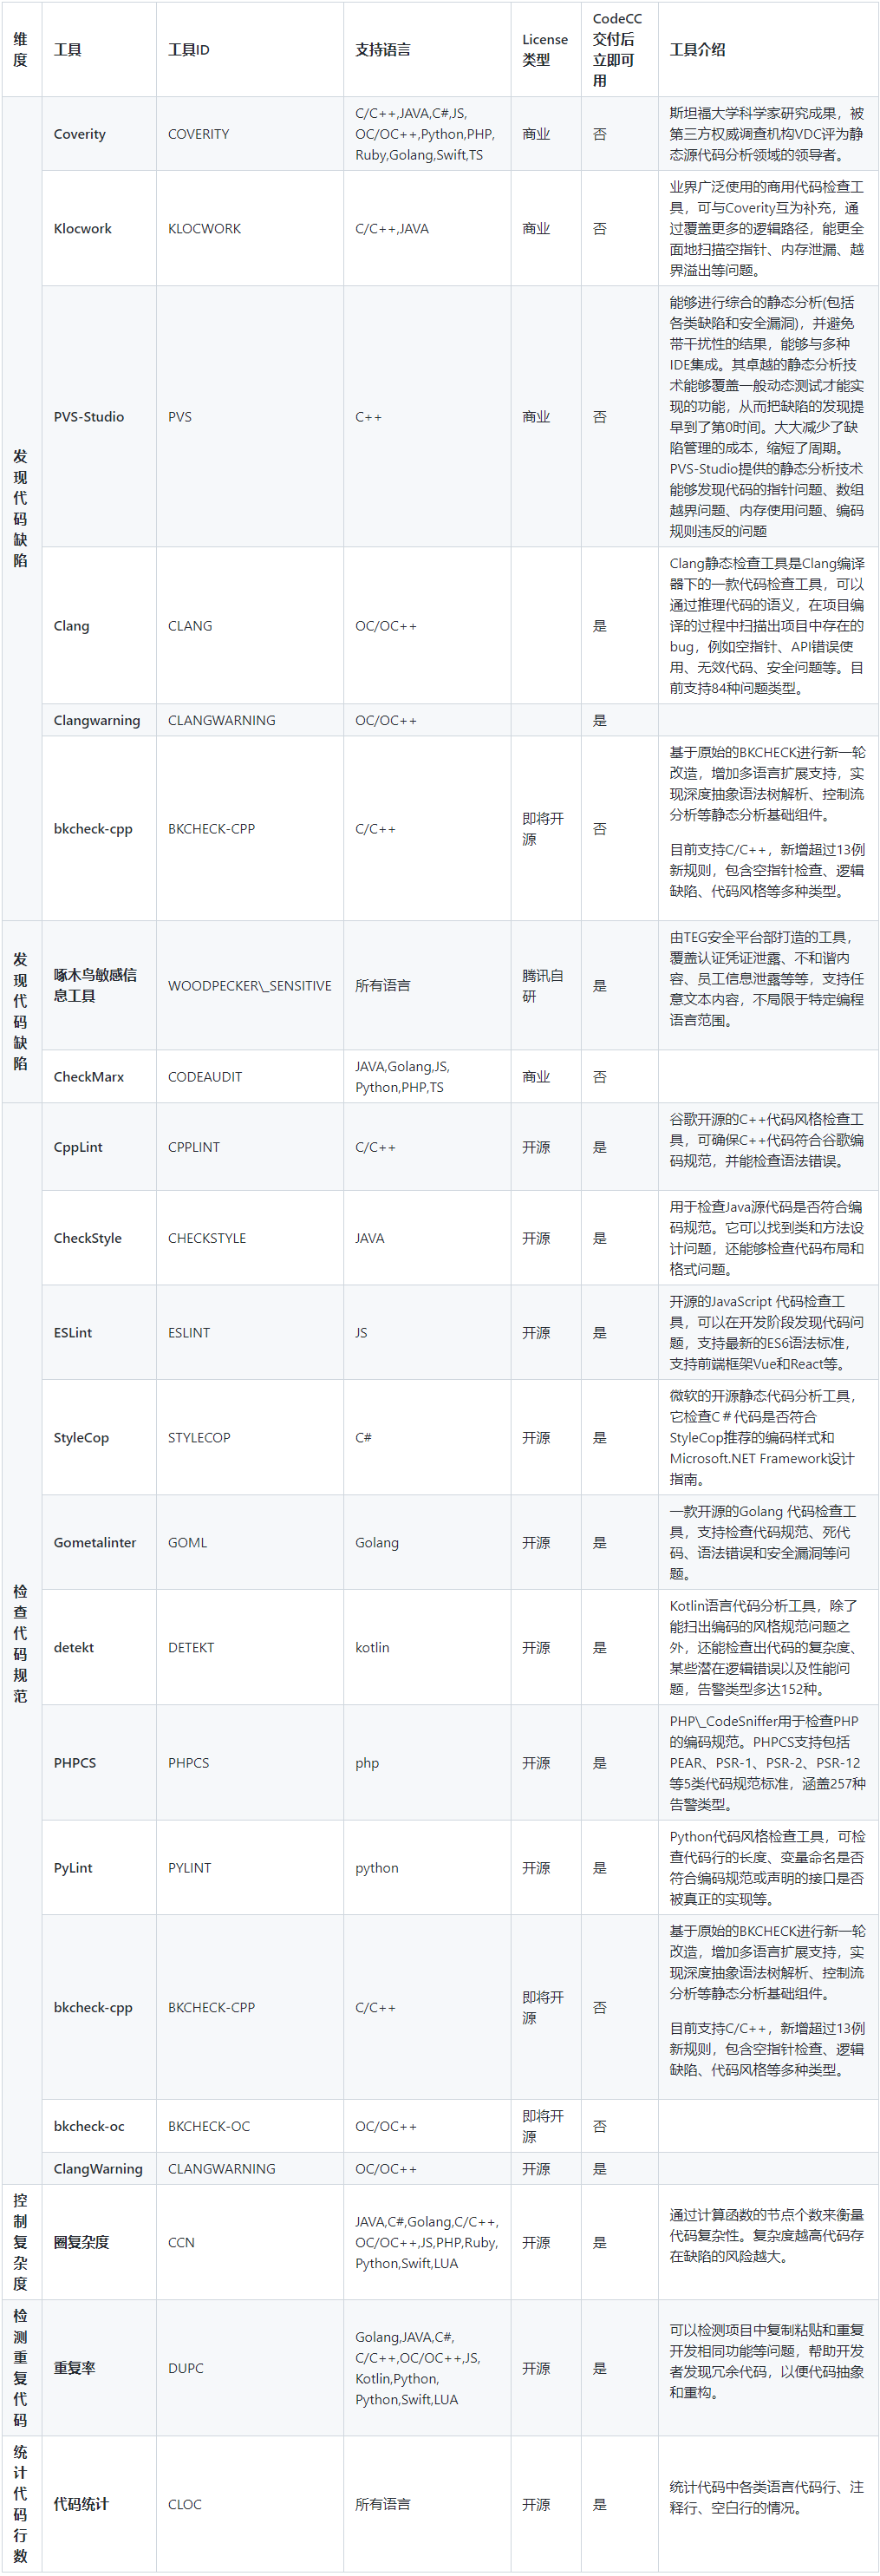 维
度
工具
工具ID
支持语言
License
类型
CodeCC
交付后
立即可
用
工具介绍
发
现
代
码
缺
陷
Coverity
COVERITY
C/C++,JAVA,C#,JS,
OC/OC++,Python,PHP,
Ruby,Golang,Swift,TS
商业
否
斯坦福大学科学家研究成果，被
第三方权威调查机构VDC评为静
态源代码分析领域的领导者。
Klocwork
KLOCWORK
C/C++,JAVA
商业
否
业界广泛使用的商用代码检查工
具，可与Coverity互为补充，通
过覆盖更多的逻辑路径，能更全
面地扫描空指针、内存泄漏、越
界溢出等问题。
PVS-Studio
PVS
C++
商业
否
能够进行综合的静态分析(包括
各类缺陷和安全漏洞)，并避免
带干扰性的结果，能够与多种
IDE集成。其卓越的静态分析技
术能够覆盖一般动态测试才能实
现的功能，从而把缺陷的发现提
早到了第0时间。大大减少了缺
陷管理的成本，缩短了周期。
PVS-Studio提供的静态分析技术
能够发现代码的指针问题、数组
越界问题、内存使用问题、编码
规则违反的问题
Clang
CLANG
OC/OC++
是
Clang静态检查工具是Clang编译
器下的一款代码检查工具，可以
通过推理代码的语义，在项目编
译的过程中扫描出项目中存在的
bug，例如空指针、API错误使
用、无效代码、安全问题等。目
前支持84种问题类型。
Clangwarning
CLANGWARNING
OC/OC++
是
bkcheck-cpp
BKCHECK-CPP
C/C++
即将开
源
否
基于原始的BKCHECK进行新一轮
改造，增加多语言扩展支持，实
现深度抽象语法树解析、控制流
分析等静态分析基础组件。
目前支持C/C++，新增超过13例
新规则，包含空指针检查、逻辑
缺陷、代码风格等多种类型。
发
现
代
码
缺
陷
啄木鸟敏感信
息工具
WOODPECKER\_SENSITIVE
所有语言
腾讯自
研
是
由TEG安全平台部打造的工具，
覆盖认证凭证泄露、不和谐内
容、员工信息泄露等等，支持任
意文本内容，不局限于特定编程
语言范围。
CheckMarx
CODEAUDIT
JAVA,Golang,JS,
Python,PHP,TS
商业
否
检
查
代
码
规
范
CppLint
CPPLINT
C/C++
开源
是
谷歌开源的C++代码风格检查工
具，可确保C++代码符合谷歌编
码规范，并能检查语法错误。
CheckStyle
CHECKSTYLE
JAVA
开源
是
用于检查Java源代码是否符合编
码规范。它可以找到类和方法设
计问题，还能够检查代码布局和
格式问题。
ESLint
ESLINT
JS
开源
是
开源的JavaScript 代码检查工
具，可以在开发阶段发现代码问
题，支持最新的ES6语法标准，
支持前端框架Vue和React等。
StyleCop
STYLECOP
C#
开源
是
微软的开源静态代码分析工具，
它检查C＃代码是否符合
StyleCop推荐的编码样式和
Microsoft.NET Framework设计
指南。
Gometalinter
GOML
Golang
开源
是
一款开源的Golang 代码检查工
具，支持检查代码规范、死代
码、语法错误和安全漏洞等问
题。
detekt
DETEKT
kotlin
开源
是
Kotlin语言代码分析工具，除了
能扫出编码的风格规范问题之
外，还能检查出代码的复杂度、
某些潜在逻辑错误以及性能问
题，告警类型多达152种。
PHPCS
PHPCS
php
开源
是
PHP\_CodeSniffer用于检查PHP
的编码规范。PHPCS支持包括
PEAR、PSR-1、PSR-2、PSR-12
等5类代码规范标准，涵盖257种
告警类型。
PyLint
PYLINT
python
开源
是
Python代码风格检查工具，可检
查代码行的长度、变量命名是否
符合编码规范或声明的接口是否
被真正的实现等。
bkcheck-cpp
BKCHECK-CPP
C/C++
即将开
源
否
基于原始的BKCHECK进行新一轮
改造，增加多语言扩展支持，实
现深度抽象语法树解析、控制流
分析等静态分析基础组件。
目前支持C/C++，新增超过13例
新规则，包含空指针检查、逻辑
缺陷、代码风格等多种类型。
bkcheck-oc
BKCHECK-OC
OC/OC++
即将开
源
否
ClangWarning
CLANGWARNING
OC/OC++
开源
是
控
制
复
杂
度
圈复杂度
CCN
JAVA,C#,Golang,C/C++,
OC/OC++,JS,PHP,Ruby,
Python,Swift,LUA
开源
是
通过计算函数的节点个数来衡量
代码复杂性。复杂度越高代码存
在缺陷的风险越大。
检
测
重
复
代
码
重复率
DUPC
Golang,JAVA,C#,
C/C++,OC/OC++,JS,
Kotlin,Python,
Python,Swift,LUA
开源
是
可以检测项目中复制粘贴和重复
开发相同功能等问题，帮助开发
者发现冗余代码，以便代码抽象
和重构。
统
计
代
码
行
数
代码统计
CLOC
所有语言
开源
是
统计代码中各类语言代码行、注
释行、空白行的情况。